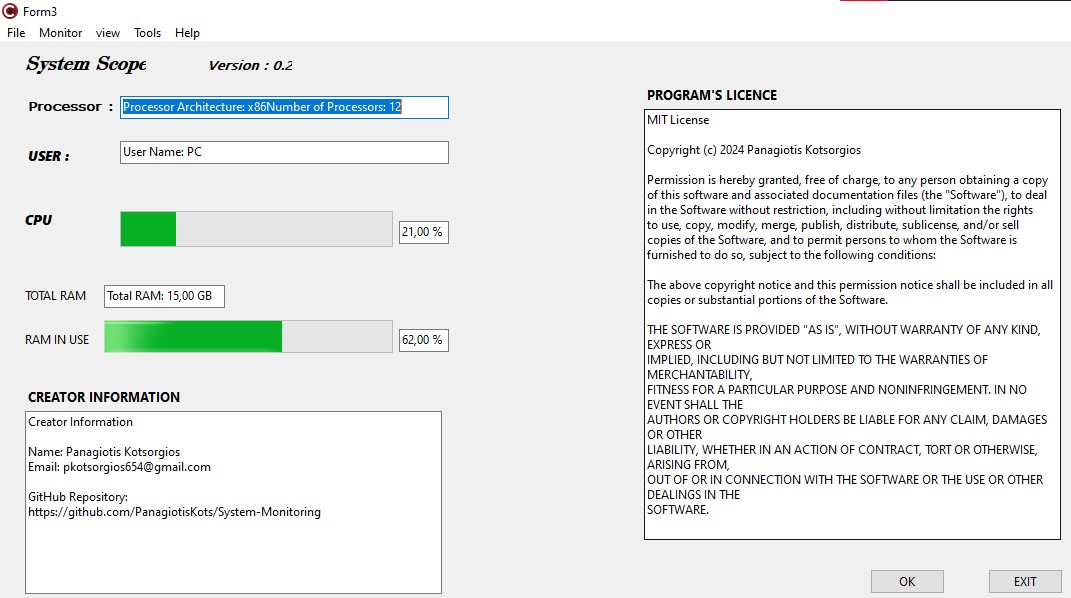 Form3
File Monitor view Tools Help
System Scope Version : 0.2
Processor : Processor Architecture: x86Number of Processors: 12
USER : User Name: PC
CPU 21,00 %
TOTAL RAM Total RAM: 15,00 GB
RAM IN USE 62,00 %
CREATOR INFORMATION
Creator Information
Name: Panagiotis Kotsorgios
Email: pkotsorgios654@gmail.com
GitHub Repository:
https://github.com/PanagiotisKots/System-Monitoring
PROGRAM'S LICENCE
MIT License
Copyright (c) 2024 Panagiotis Kotsorgios
Permission is hereby granted, free of charge, to any person obtaining a copy
of this software and associated documentation files (the "Software"), to deal
in the Software without restriction, including without limitation the rights
to use, copy, modify, merge, publish, distribute, sublicense, and/or sell
copies of the Software, and to permit persons to whom the Software is
furnished to do so, subject to the following conditions:
The above copyright notice and this permission notice shall be included in all
copies or substantial portions of the Software.
THE SOFTWARE IS PROVIDED "AS IS", WITHOUT WARRANTY OF ANY KIND,
EXPRESS OR
IMPLIED, INCLUDING BUT NOT LIMITED TO THE WARRANTIES OF
MERCHANTABILITY,
FITNESS FOR A PARTICULAR PURPOSE AND NONINFRINGEMENT. IN NO
EVENT SHALL THE
AUTHORS OR COPYRIGHT HOLDERS BE LIABLE FOR ANY CLAIM, DAMAGES
OR OTHER
LIABILITY, WHETHER IN AN ACTION OF CONTRACT, TORT OR OTHERWISE,
ARISING FROM,
OUT OF OR IN CONNECTION WITH THE SOFTWARE OR THE USE OR OTHER
DEALINGS IN THE
SOFTWARE.
OK EXIT